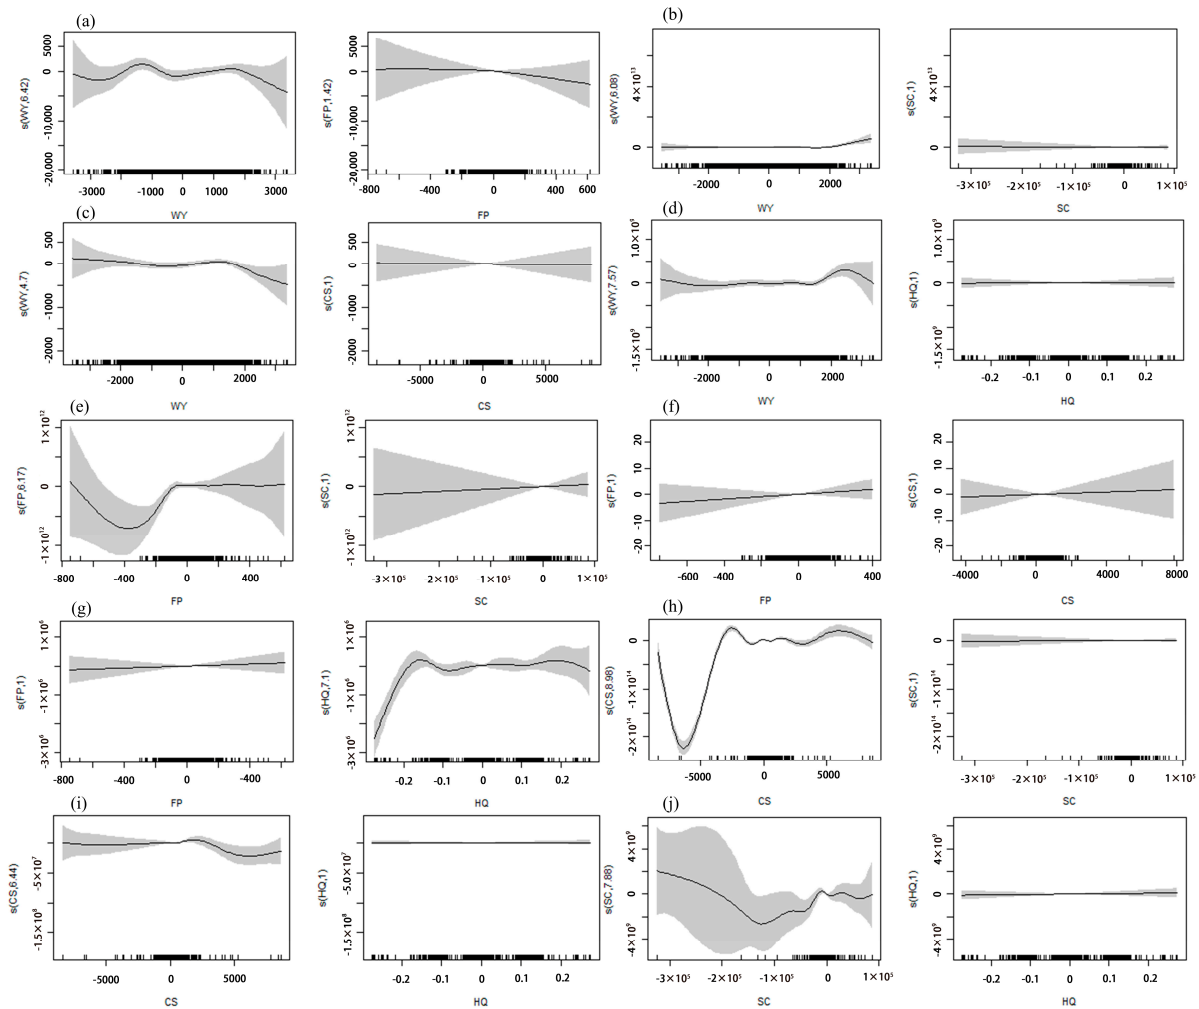 (a)
s(WY,6.42)
5000
0
-10,000
-20,000
-3000 -1000 0 1000 3000
WY
s(FP,1.42)
5000
0
-10,000
-20,000
-800 -400 0 200 400 600
FP
(b)
s(WY,6.08)
4×10¹³
0
-2000 0 2000
WY
s(SC,1)
4×10¹³
0
-3×10⁵ -2×10⁵ -1×10⁵ 0 1×10⁵
SC
(c)
s(WY,4.7)
500
0
-1000
-2000
-2000 0 2000
WY
s(CS,1)
500
0
-1000
-2000
-5000 0 5000
CS
(d)
s(WY,7.57)
1.0×10⁹
0
-1.5×10⁹
-2000 0 2000
WY
s(HQ,1)
1.0×10⁹
0
-1.5×10⁹
-0.2 -0.1 0 0.1 0.2
HQ
(e)
s(FP,6.17)
1×10¹²
0
-1×10¹²
-800 -400 0 400
FP
s(SC,1)
1×10¹²
0
-1×10¹²
-3×10⁵ -2×10⁵ -1×10⁵ 0 -1×10⁵
SC
(f)
s(FP,1)
20
10
0
-10
-20
-600 -400 -200 0 200 400
FP
s(CS,1)
20
10
0
-10
-20
-4000 0 4000 8000
CS
(g)
s(FP,1)
1×10⁶
-1×10⁶
-3×10⁶
-800 -400 0 -400
FP
s(HQ,7.1)
1×10⁶
-1×10⁶
-3×10⁶
-0.2 -0.1 0 0.1 0.2
HQ
(h)
s(CS,8.98)
0
-1×10¹⁴
-2×10¹⁴
-5000 0 5000
CS
s(SC,1)
0
-1×10¹⁶
-2×10¹⁴
-3×10⁵ -2×10⁵ -1×10⁵ 0 -1×10⁵
SC
(i)
s(CS,6.44)
-5×10⁷
-1.5×10⁸
-5000 0 5000
CS
s(HQ,1)
-5.0×10⁷
-1.5×10⁸
-0.2 -0.1 0 0.1 0.2
HQ
(j)
s(SC,7.88)
4×10⁹
0
-4×10⁹
-3×10⁵ -2×10⁵ -1×10⁵ 0 1×10⁵
SC
s(HQ,1)
4×10⁹
0
-4×10⁹
-0.2 -0.1 0 0.1 0.2
HQ